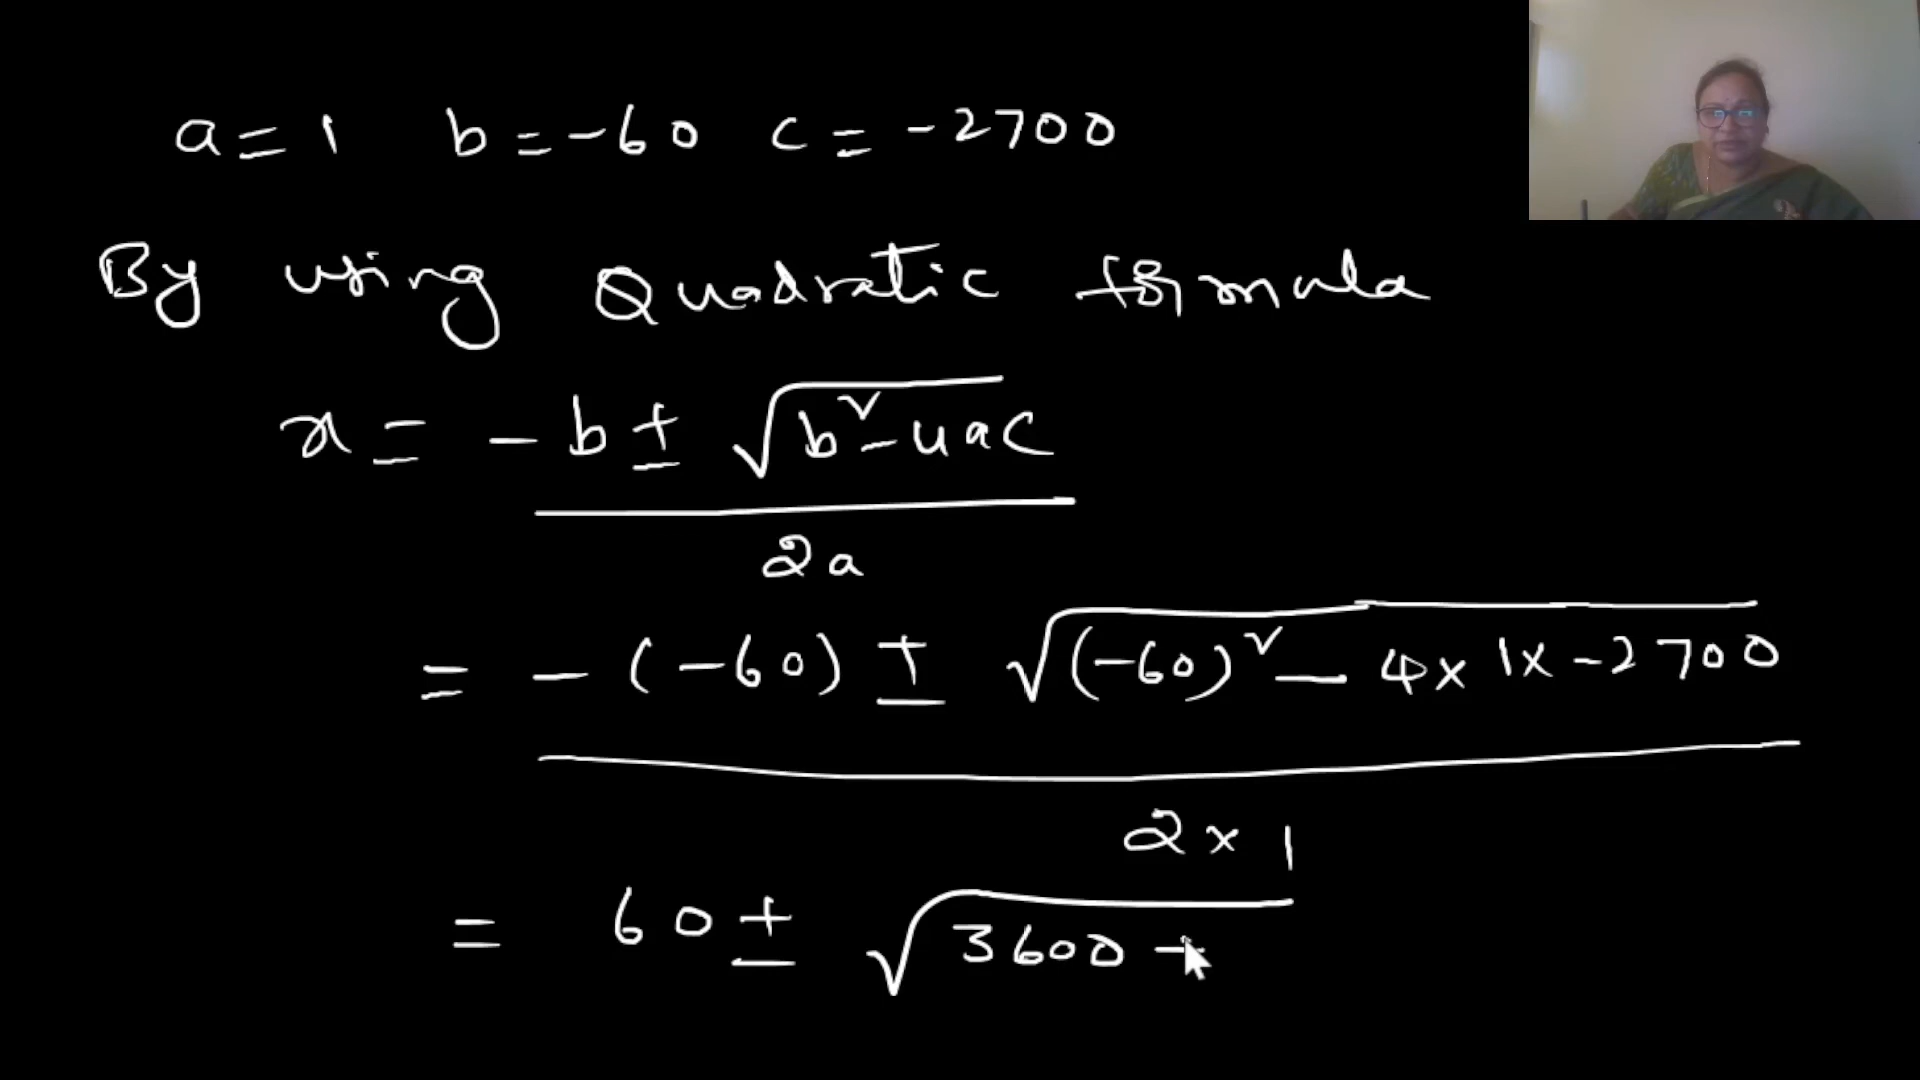 a = 1 b = -60 c = -2700
By using Quadratic formula
x = -b ± √(b² - 4ac)
2a
= -(-60) ± √((-60)² - 4 x 1 x -2700)
2 x 1
= 60 ± √(3600 +